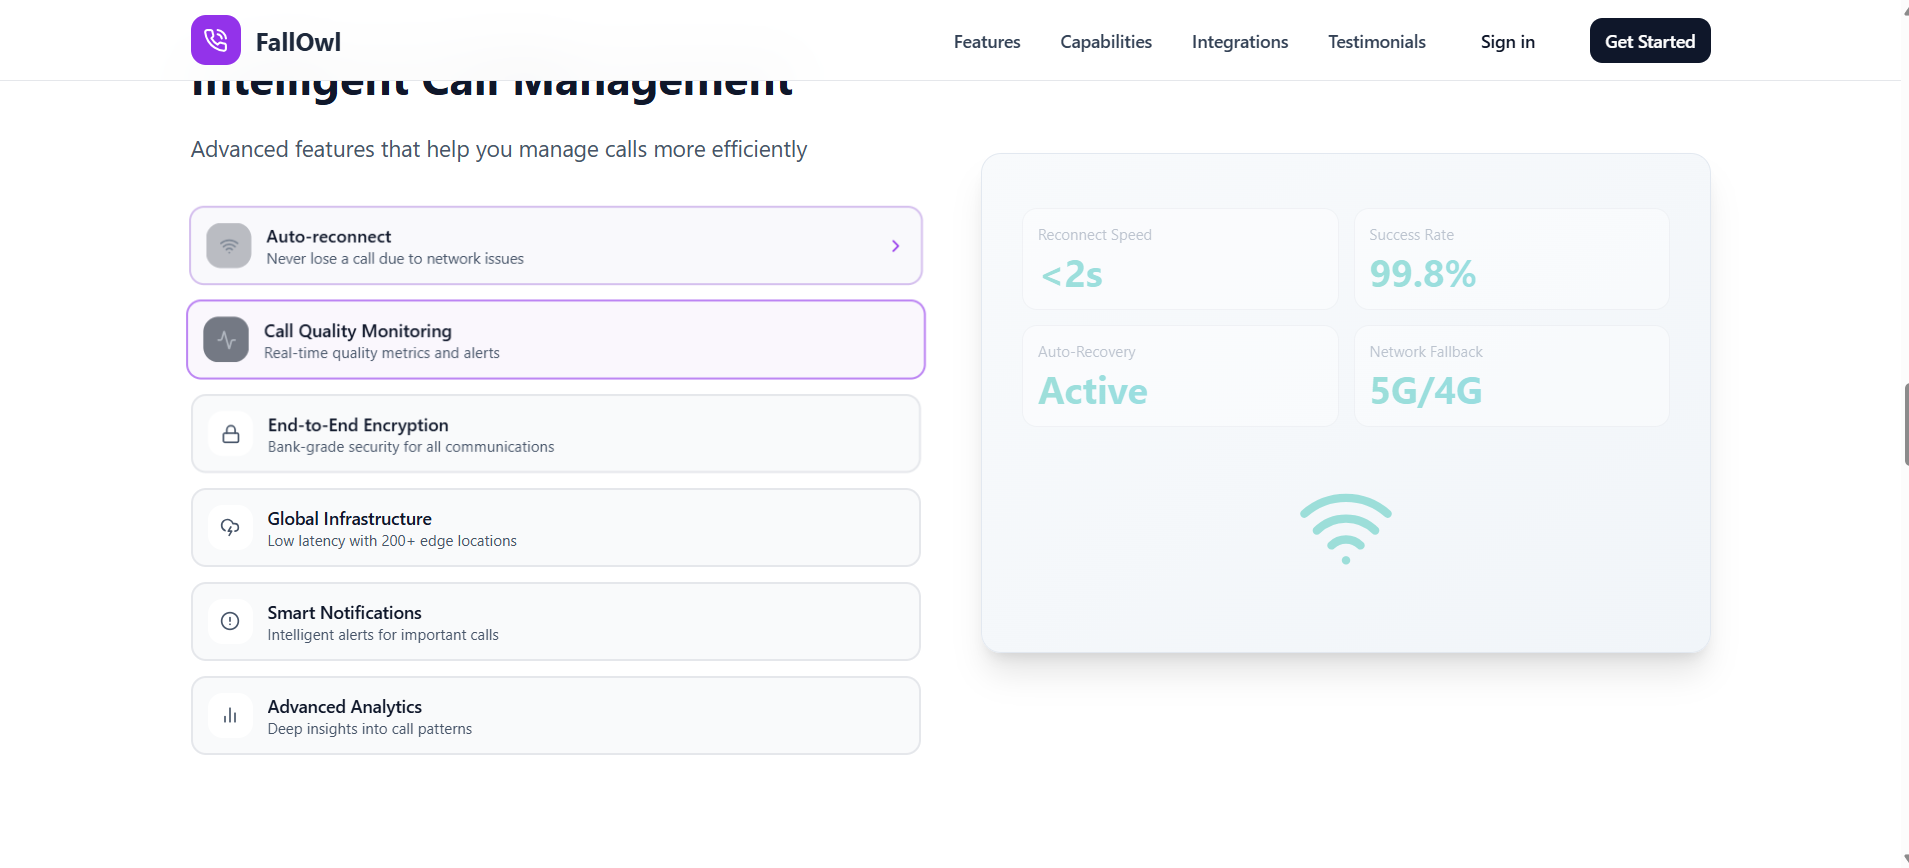 FallOwl
Features
Capabilities
Integrations
Testimonials
Sign in
Get Started
Intelligent Call Management
Advanced features that help you manage calls more efficiently
Auto-reconnect
Never lose a call due to network issues
Call Quality Monitoring
Real-time quality metrics and alerts
End-to-End Encryption
Bank-grade security for all communications
Global Infrastructure
Low latency with 200+ edge locations
Smart Notifications
Intelligent alerts for important calls
Advanced Analytics
Deep insights into call patterns
Reconnect Speed
<2s
Success Rate
99.8%
Auto-Recovery
Active
Network Fallback
5G/4G